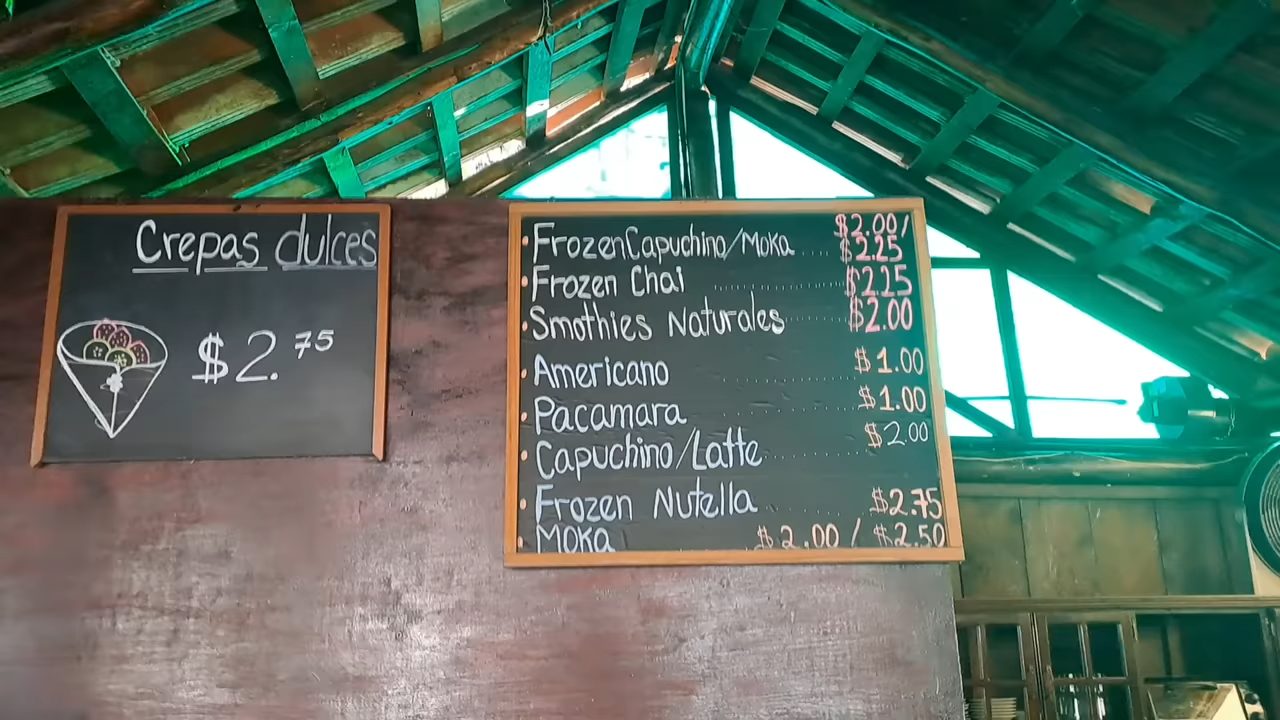 Crepas dulces
$2.75
FrozenCapuchino/Moka .... $2.00/ $2.25
Frozen Chai ............... $2.25
Smothies Naturales ........ $2.00
Americano ............... $1.00
Pacamara ............... $1.00
Capuchino/Latte ............... $2.00
Frozen Nutella ..... $2.75
Moka $2.00 / $2.50